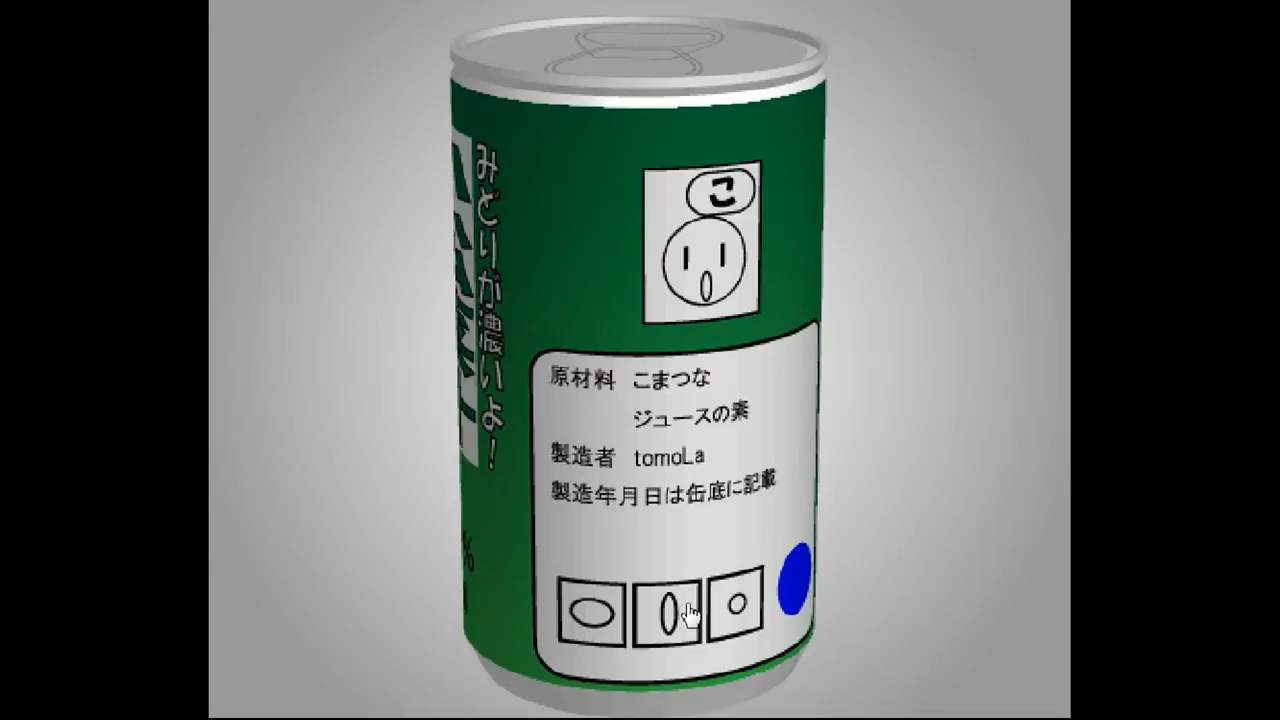 みどりが濃いよ！
こ
原材料 こまつな
ジュースの素
製造者 tomoLa
製造年月日は缶底に記載
%